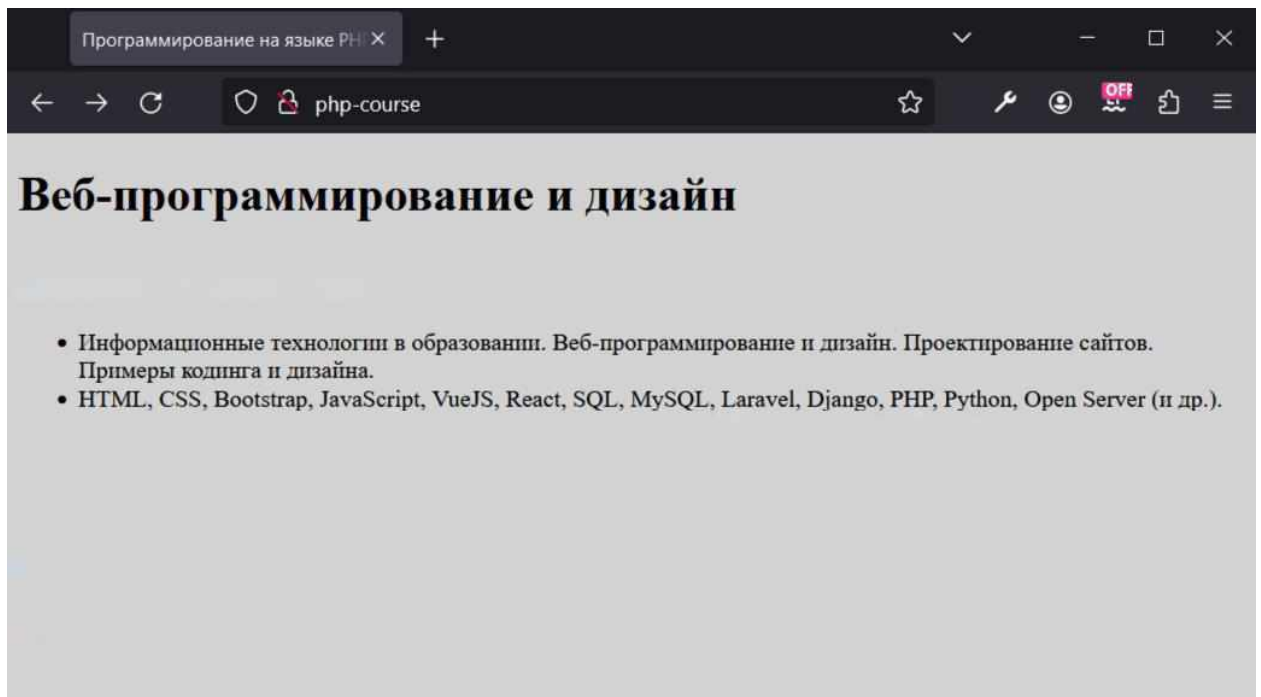 Программирование на языке PH
php-course
OFF
Веб-программирование и дизайн
Информационные технологии в образовании. Веб-программирование и дизайн. Проектирование сайтов.
Примеры кодинга и дизайна.
HTML, CSS, Bootstrap, JavaScript, VueJS, React, SQL, MySQL, Laravel, Django, PHP, Python, Open Server (и др.).